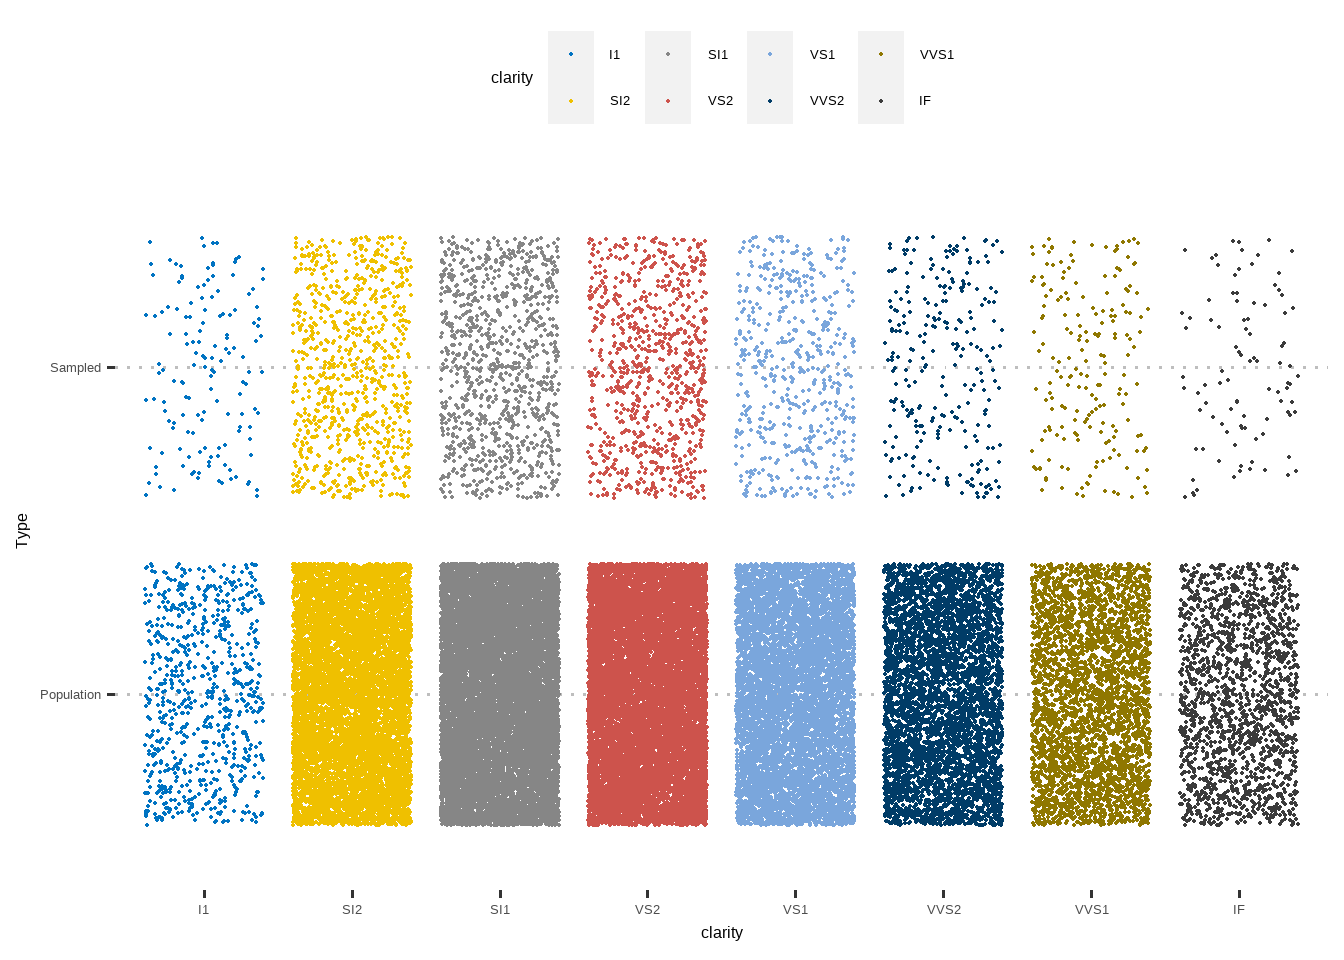 clarity
I1 SI1 VS1 VVS1
SI2 VS2 VVS2 IF
Type
Sampled
Population
I1 SI2 SI1 VS2 VS1 VVS2 VVS1 IF
clarity